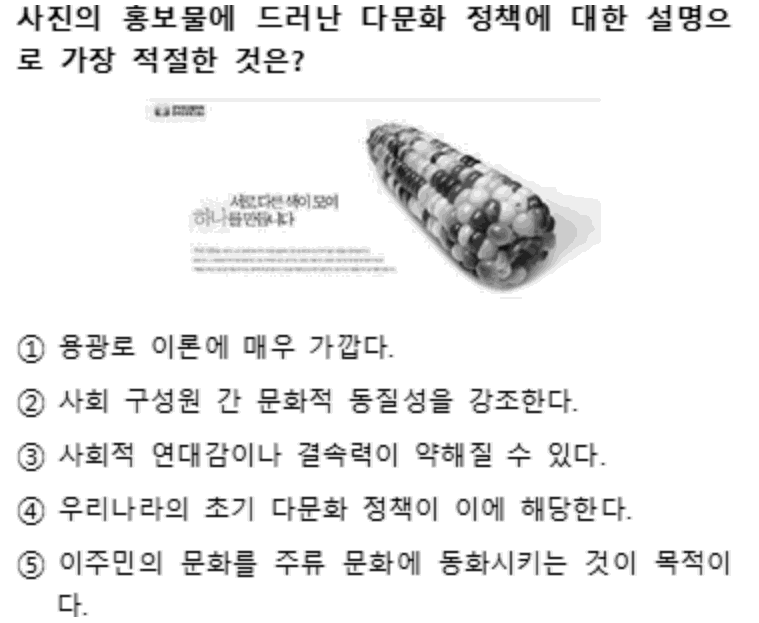 사진의 홍보물에 드러난 다문화 정책에 대한 설명으
로 가장 적절한 것은?
서로 다른 색이 모여
하나를 만듭니다
① 용광로 이론에 매우 가깝다.
② 사회 구성원 간 문화적 동질성을 강조한다.
③ 사회적 연대감이나 결속력이 약해질 수 있다.
④ 우리나라의 초기 다문화 정책이 이에 해당한다.
⑤ 이주민의 문화를 주류 문화에 동화시키는 것이 목적이
다.